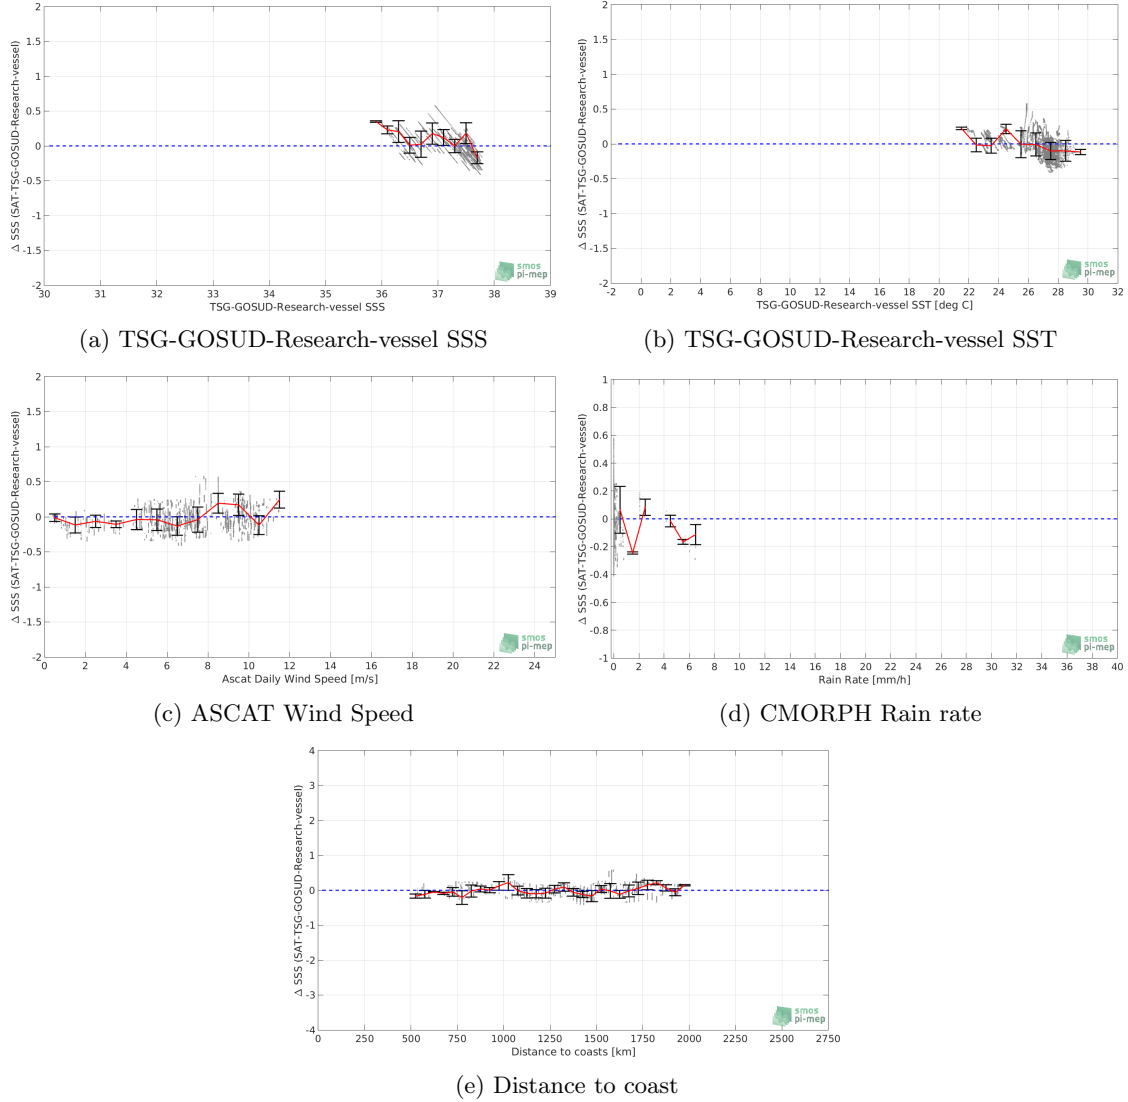 2
1.5
1
0.5
0
-0.5
-1
-1.5
-2
30 31 32 33 34 35 36 37 38 39
Δ SSS (SAT-TSG-GOSUD-Research-vessel)
TSG-GOSUD-Research-vessel SSS
smos
pi-mep
(a) TSG-GOSUD-Research-vessel SSS
2
1.5
1
0.5
0
-0.5
-1
-1.5
-2
-2 0 2 4 6 8 10 12 14 16 18 20 22 24 26 28 30 32
Δ SSS (SAT-TSG-GOSUD-Research-vessel)
TSG-GOSUD-Research-vessel SST [deg C]
smos
pi-mep
(b) TSG-GOSUD-Research-vessel SST
2
1.5
1
0.5
0
-0.5
-1
-1.5
-2
0 2 4 6 8 10 12 14 16 18 20 22 24
Δ SSS (SAT-TSG-GOSUD-Research-vessel)
Ascat Daily Wind Speed [m/s]
smos
pi-mep
(c) ASCAT Wind Speed
1
0.8
0.6
0.4
0.2
0
-0.2
-0.4
-0.6
-0.8
-1
0 2 4 6 8 10 12 14 16 18 20 22 24 26 28 30 32 34 36 38 40
Δ SSS (SAT-TSG-GOSUD-Research-vessel)
Rain Rate [mm/h]
smos
pi-mep
(d) CMORPH Rain rate
4
3
2
1
0
-1
-2
-3
-4
0 250 500 750 1000 1250 1500 1750 2000 2250 2500 2750
Δ SSS (SAT-TSG-GOSUD-Research-vessel)
Distance to coasts [km]
smos
pi-mep
(e) Distance to coast